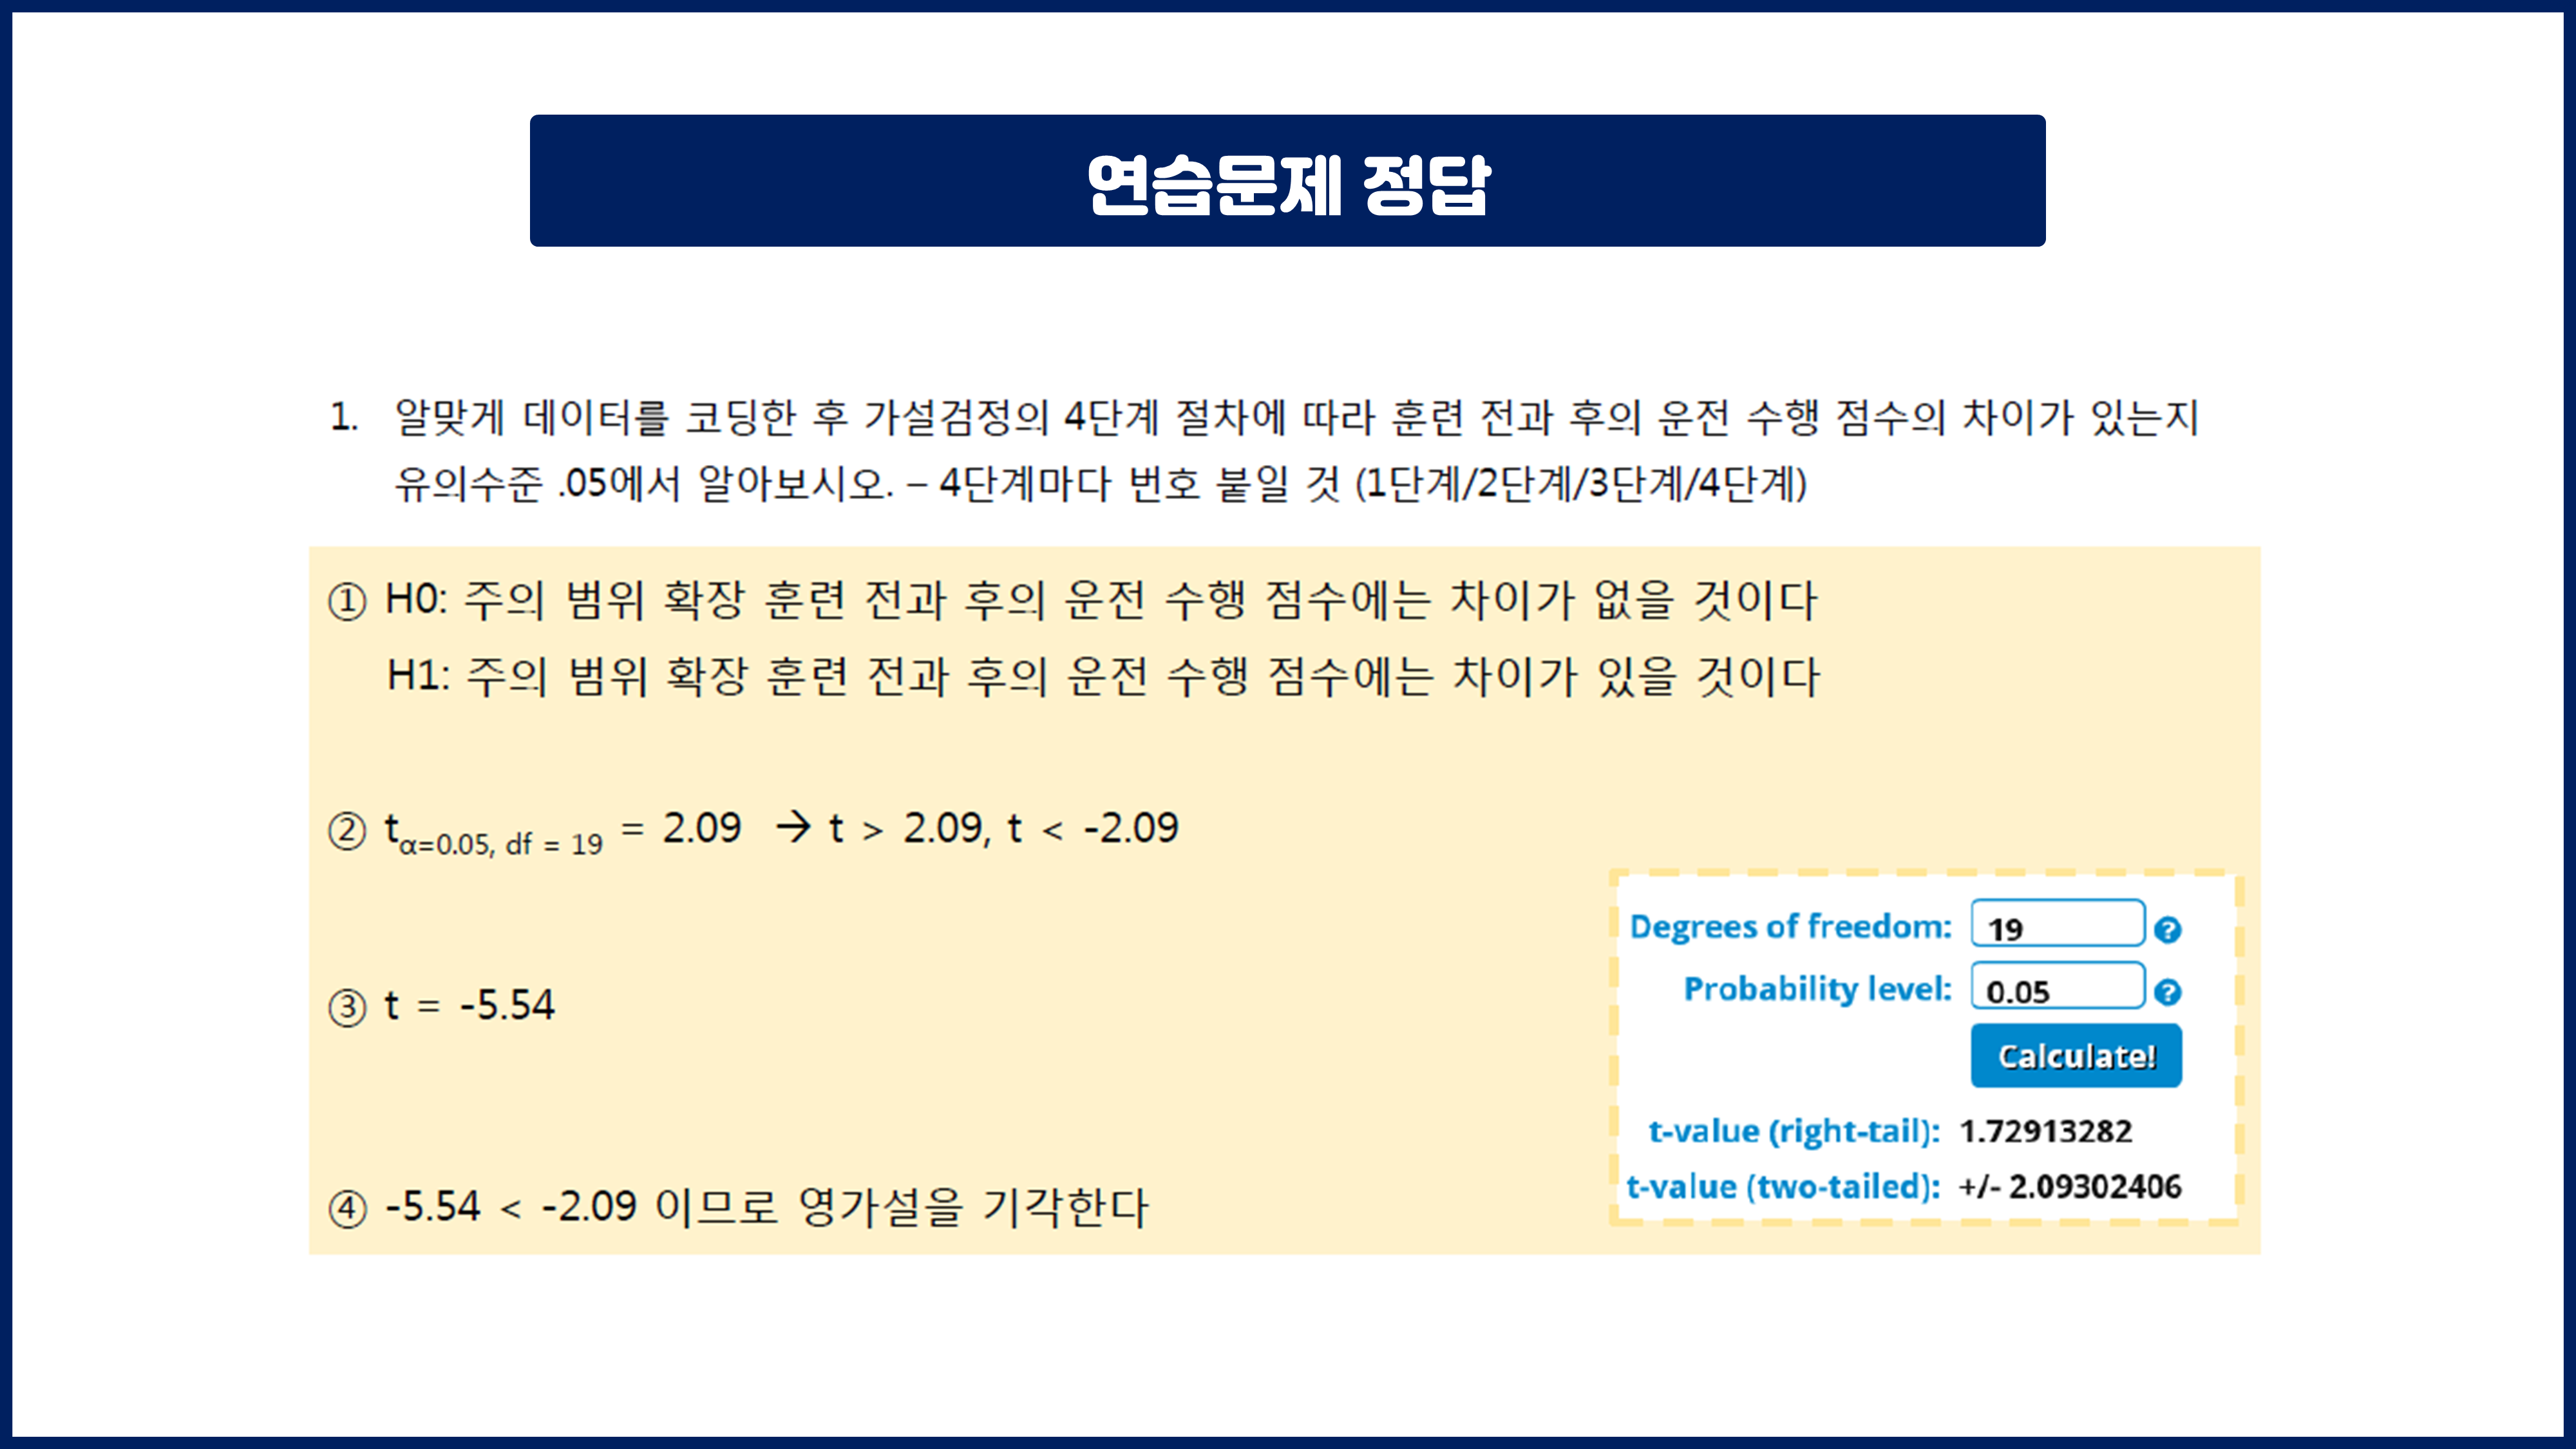 연습문제 정답
1. 알맞게 데이터를 코딩한 후 가설검정의 4단계 절차에 따라 훈련 전과 후의 운전 수행 점수의 차이가 있는지
유의수준 .05에서 알아보시오. – 4단계마다 번호 붙일 것 (1단계/2단계/3단계/4단계)
① H0: 주의 범위 확장 훈련 전과 후의 운전 수행 점수에는 차이가 없을 것이다
H1: 주의 범위 확장 훈련 전과 후의 운전 수행 점수에는 차이가 있을 것이다
② tα=0.05, df = 19 = 2.09 → t > 2.09, t < -2.09
③ t = -5.54
④ -5.54 < -2.09 이므로 영가설을 기각한다
Degrees of freedom: 19 ?
Probability level: 0.05 ?
Calculate!
t-value (right-tail): 1.72913282
t-value (two-tailed): +/- 2.09302406